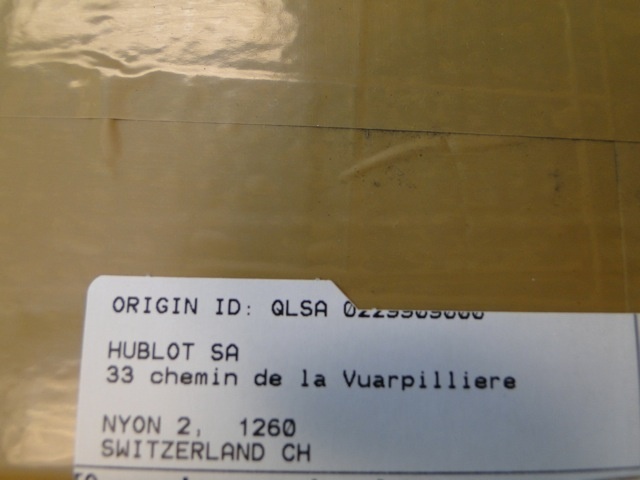 ORIGIN ID: QLSA
HUBLOT SA
33 chemin de la Vuarpilliere
NYON 2, 1260
SWITZERLAND CH